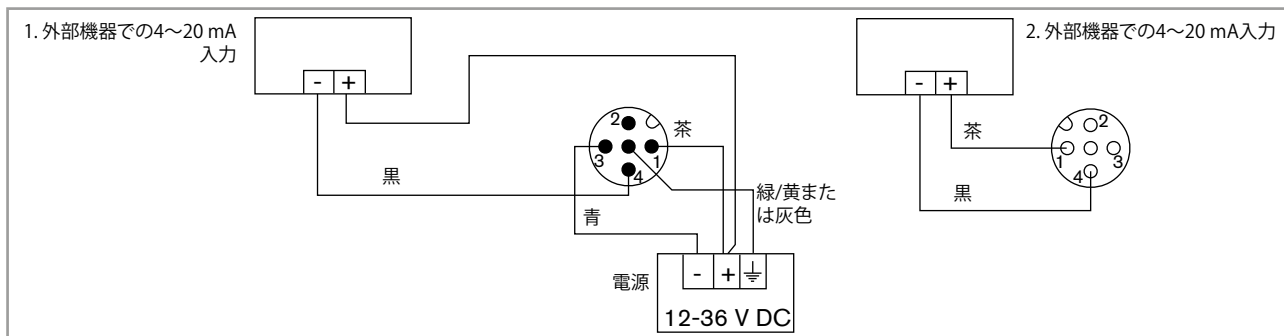 1. 外部機器での4～20 mA
入力
- +
2
茶
3
1
4
黒
青
緑/黄また
は灰色
電源
- +
12-36 V DC
2. 外部機器での4～20 mA入力
- +
茶
2
1
3
4
黒